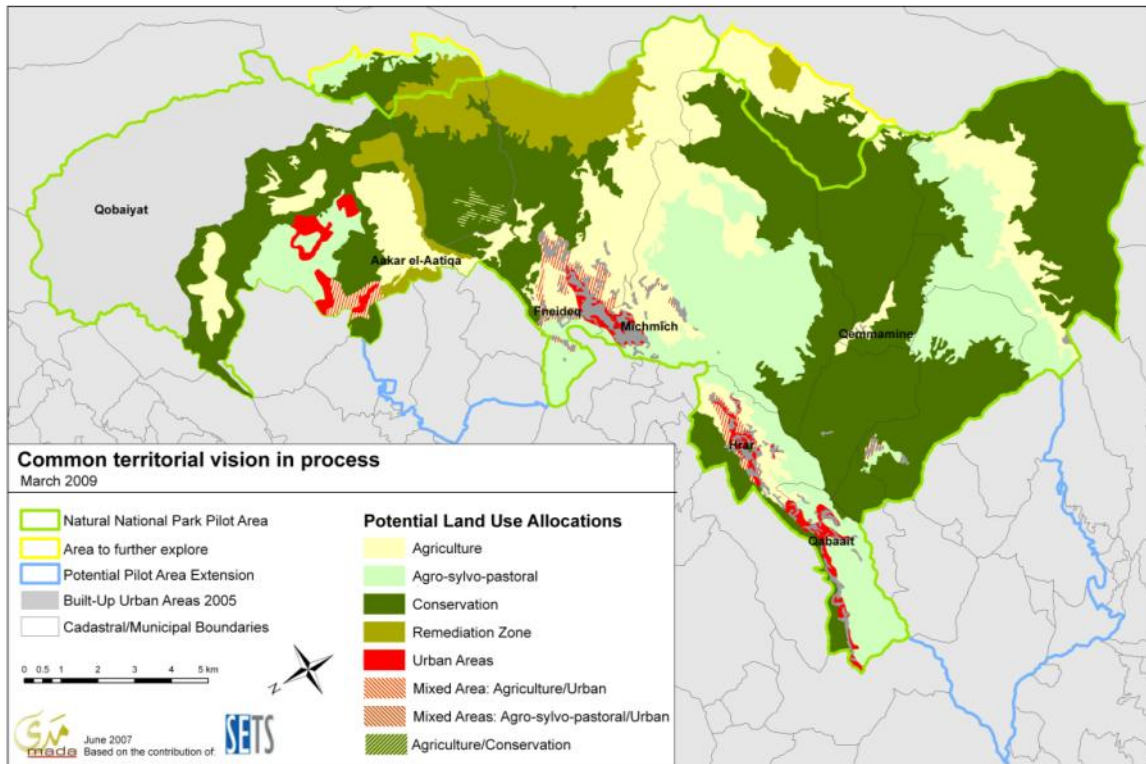 Qobaiyat
Aakar el-Aatiqa
Fneideq
Michmich
Qemmamine
Hrar
Qabaait
Common territorial vision in process
March 2009
Natural National Park Pilot Area
Area to further explore
Potential Pilot Area Extension
Built-Up Urban Areas 2005
Cadastral/Municipal Boundaries
0 0.5 1 2 3 4 5 km
N
Potential Land Use Allocations
Agriculture
Agro-sylvo-pastoral
Conservation
Remediation Zone
Urban Areas
Mixed Area: Agriculture/Urban
Mixed Areas: Agro-sylvo-pastoral/Urban
Agriculture/Conservation
مدى
mada
June 2007
Based on the contribution of:
SETS